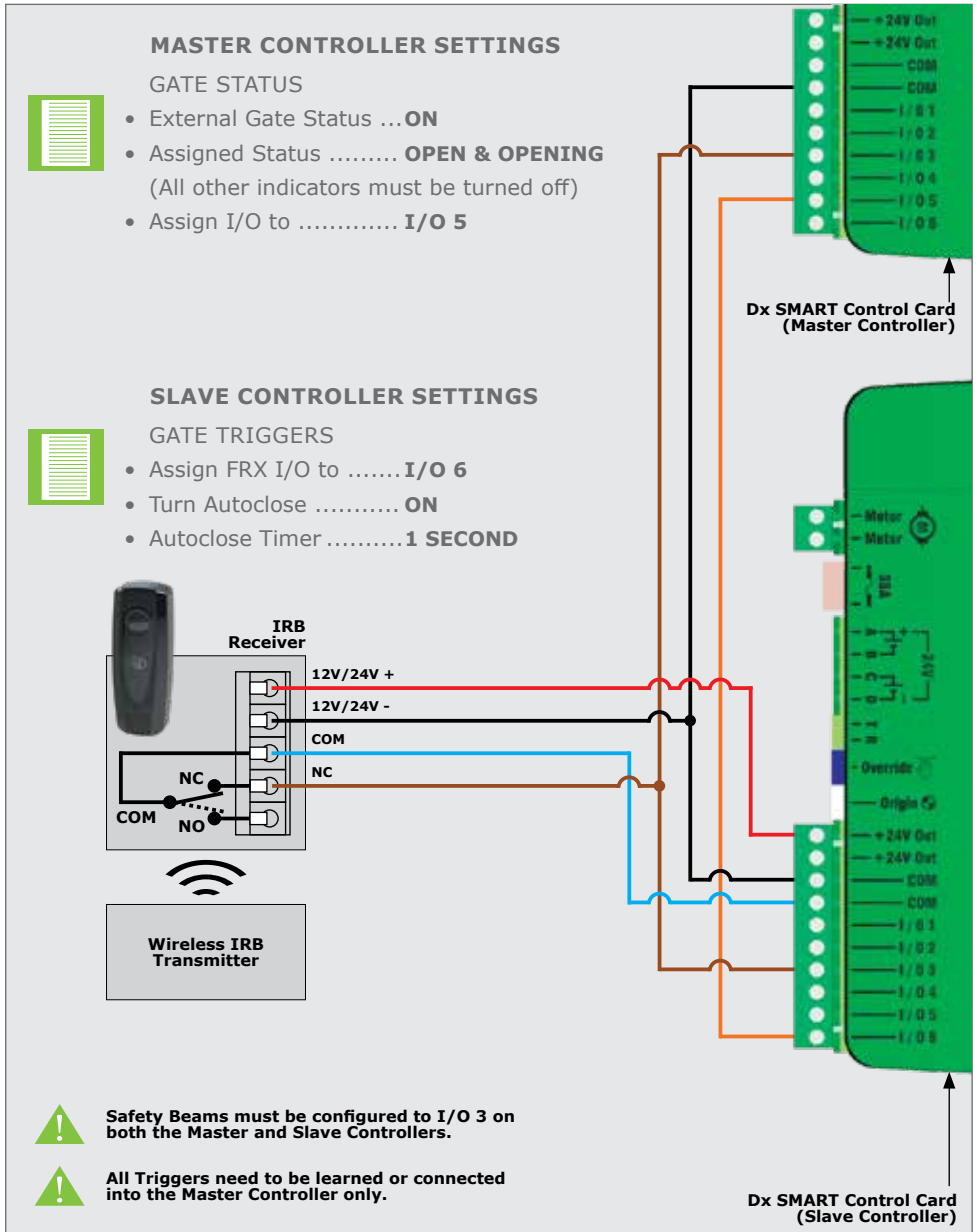 MASTER CONTROLLER SETTINGS
GATE STATUS
• External Gate Status ...ON
• Assigned Status ......... OPEN & OPENING
(All other indicators must be turned off)
• Assign I/O to ............. I/O 5
+24V Out
+24V Out
COM
COM
I/O 1
I/O 2
I/O 3
I/O 4
I/O 5
I/O 6
Dx SMART Control Card
(Master Controller)
SLAVE CONTROLLER SETTINGS
GATE TRIGGERS
• Assign FRX I/O to .......I/O 6
• Turn Autoclose ........... ON
• Autoclose Timer ..........1 SECOND
Motor
Motor
A
B
C
D
24V
Override
Origin
+24V Out
+24V Out
COM
COM
I/O 1
I/O 2
I/O 3
I/O 4
I/O 5
I/O 6
IRB
Receiver
12V/24V +
12V/24V -
COM
NC
NC
COM
NO
Wireless IRB
Transmitter
Safety Beams must be configured to I/O 3 on
both the Master and Slave Controllers.
All Triggers need to be learned or connected
into the Master Controller only.
Dx SMART Control Card
(Slave Controller)